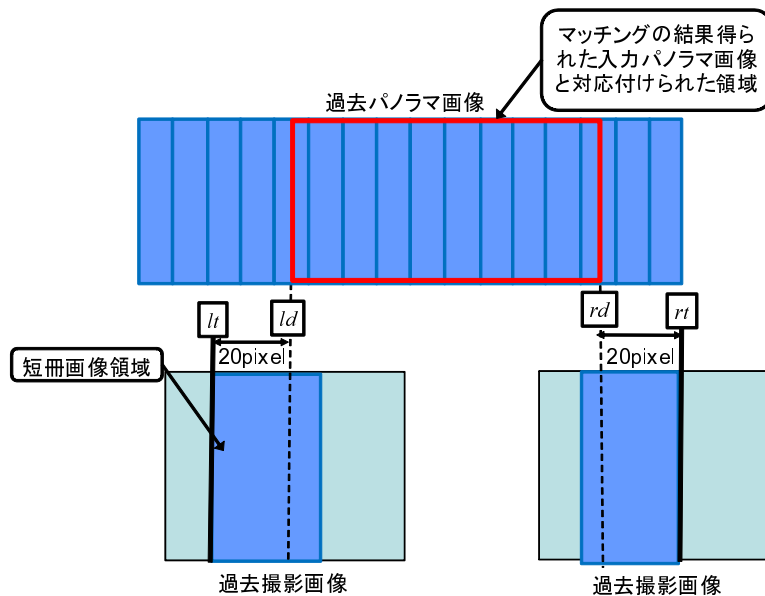 マッチングの結果得ら
れた入力パノラマ画像
と対応付けられた領域
過去パノラマ画像
lt
ld
rd
rt
20pixel
20pixel
短冊画像領域
過去撮影画像
過去撮影画像